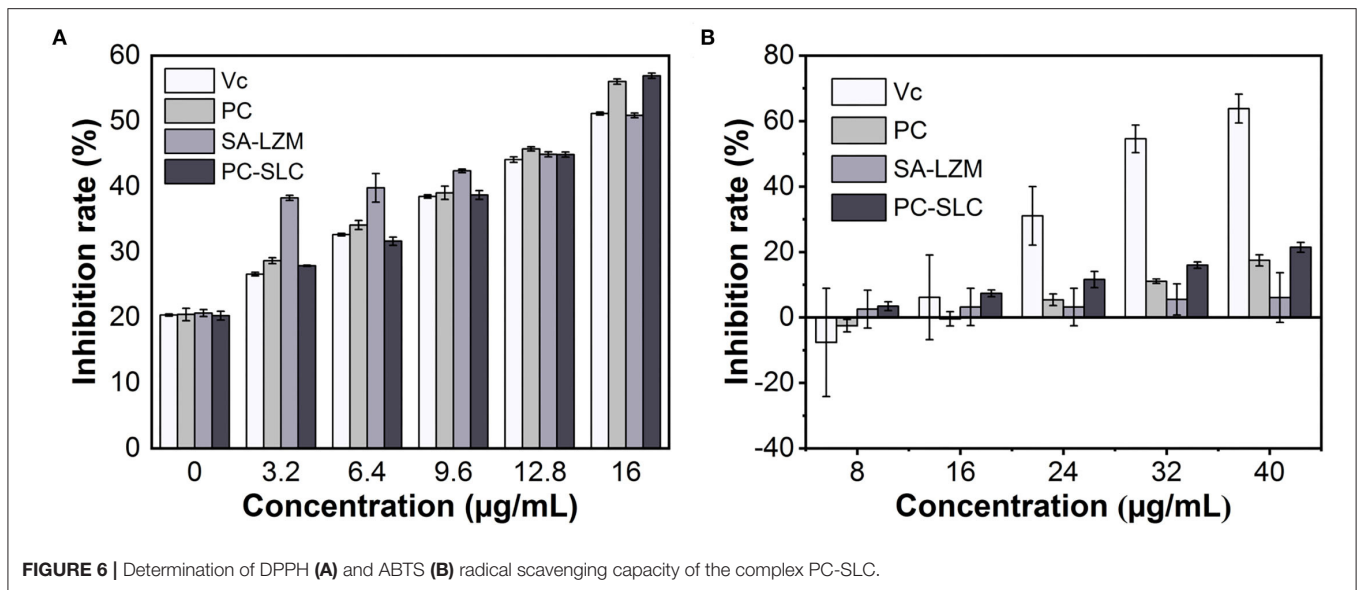 A
Inhibition rate (%)
60
50
40
30
20
10
0
Vc
PC
SA-LZM
PC-SLC
0 3.2 6.4 9.6 12.8 16
Concentration (µg/mL)
B
Inhibition rate (%)
80
60
40
20
0
-20
-40
Vc
PC
SA-LZM
PC-SLC
8 16 24 32 40
Concentration (µg/mL)
FIGURE 6 | Determination of DPPH (A) and ABTS (B) radical scavenging capacity of the complex PC-SLC.